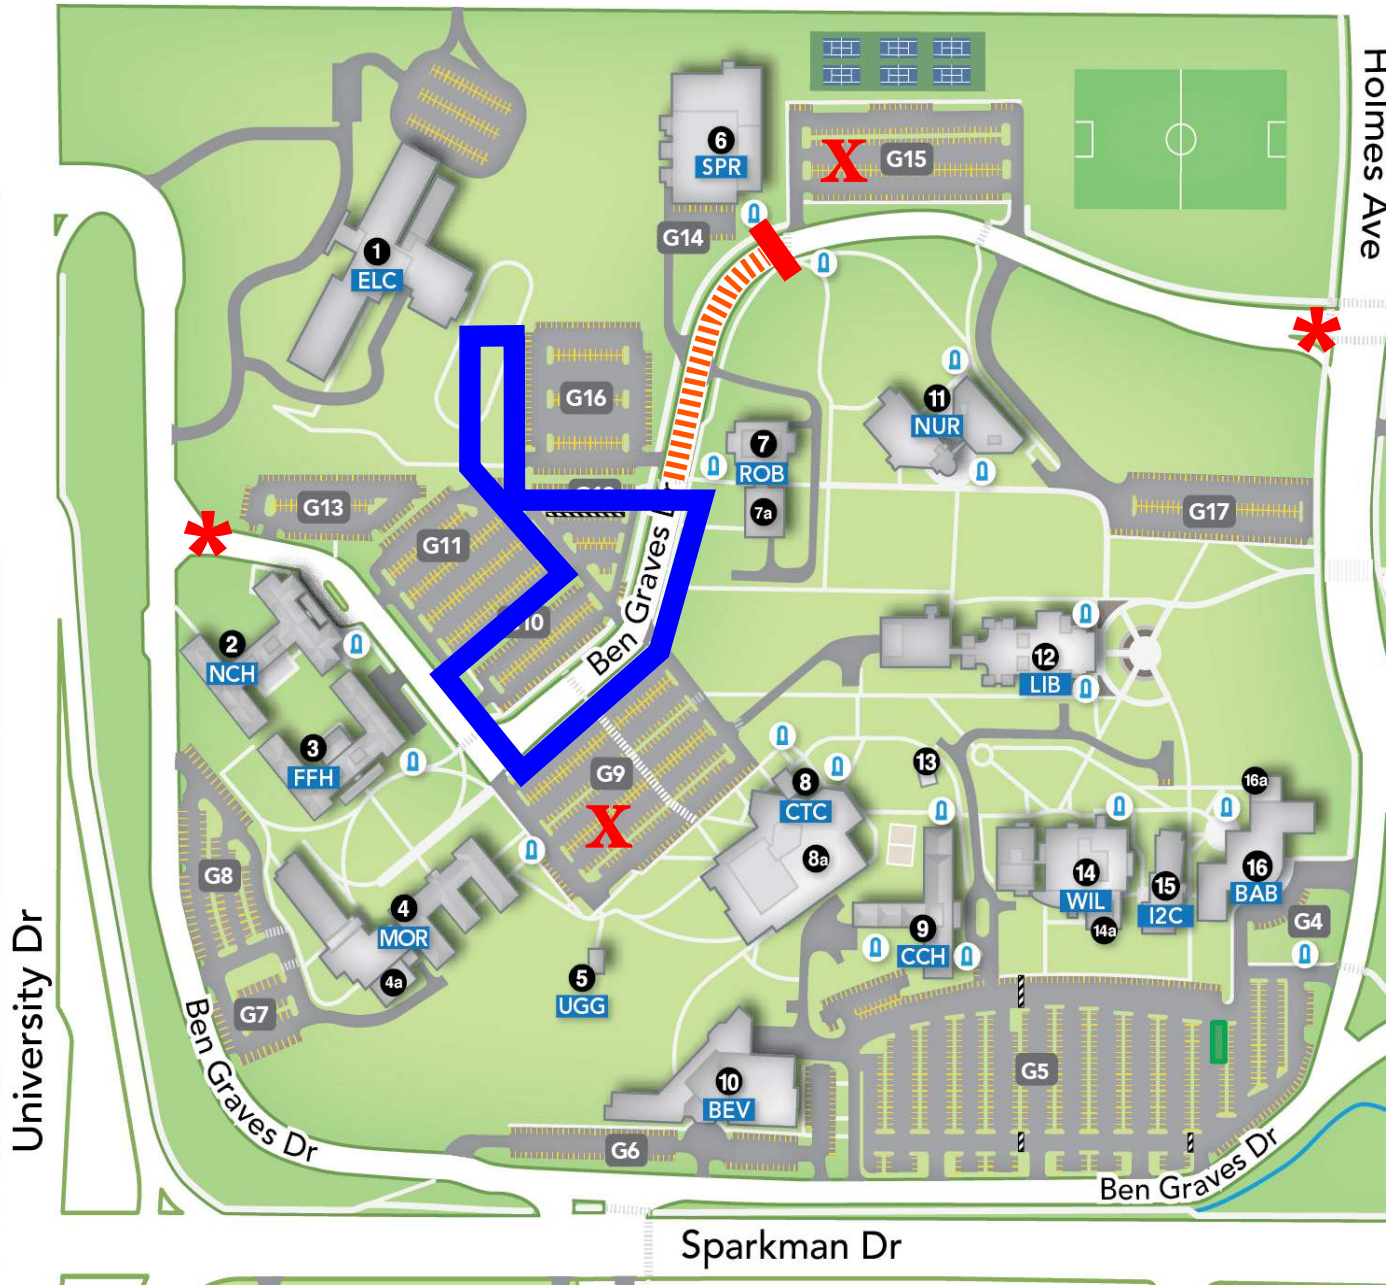 Holmes Ave
6
SPR
X
G15
G14
1
ELC
G16
11
NUR
7
ROB
7a
G13
G11
G17
*
*
10
Ben Graves Dr
2
NCH
12
LIB
3
FFH
G9
X
8
CTC
8a
13
16a
G8
4
MOR
4a
14
WIL
14a
15
I2C
16
BAB
G4
9
CCH
5
UGG
G7
University Dr
Ben Graves Dr
10
BEV
G5
G6
Ben Graves Dr
Sparkman Dr